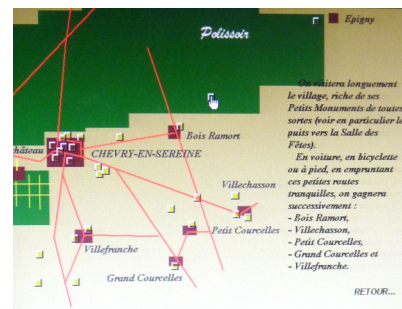 Polissoir
Epigny
Bois Ramort
Château
CHEVRY-EN-SEREINE
Villechasson
Petit Courcelles
Villefranche
Grand Courcelles
On visitera longuement
le village, riche de ses
Petits Monuments de toutes
sortes (voir en particulier le
puits vers la Salle des
Fêtes).
En voiture, en bicyclette
ou à pied, en empruntant
ces petites routes
tranquilles, on gagnera
successivement :
- Bois Ramort,
- Villechasson,
- Petit Courcelles,
- Grand Courcelles et
- Villefranche.
RETOUR...